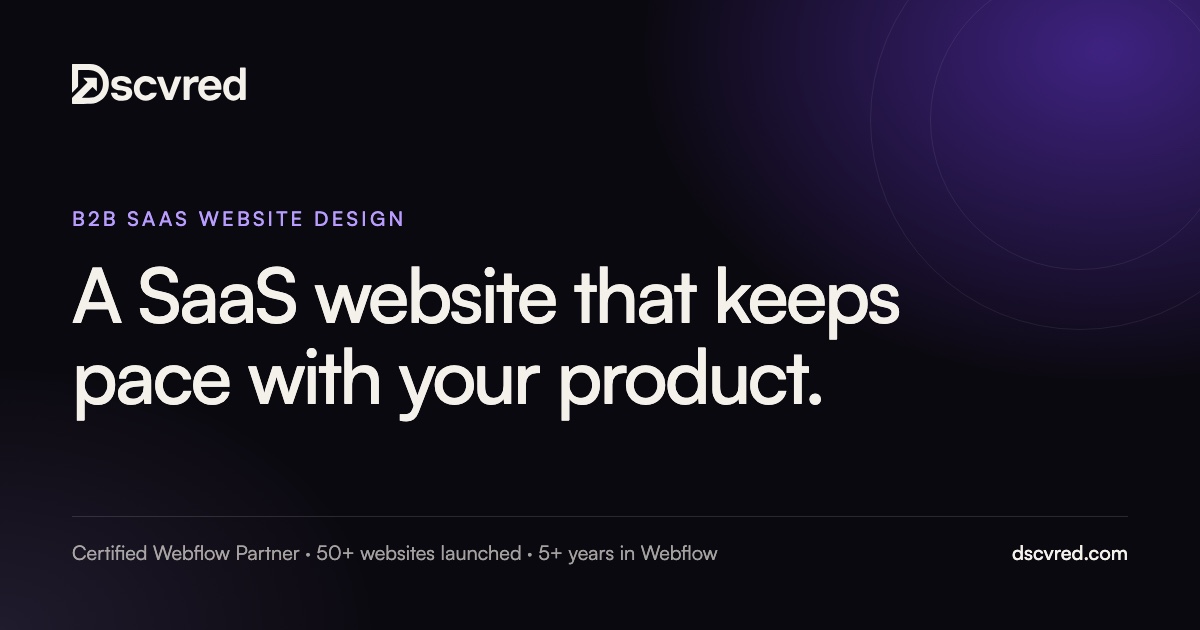 Dscvred
B2B SAAS WEBSITE DESIGN
A SaaS website that keeps
pace with your product.
Certified Webflow Partner · 50+ websites launched · 5+ years in Webflow
dscvred.com